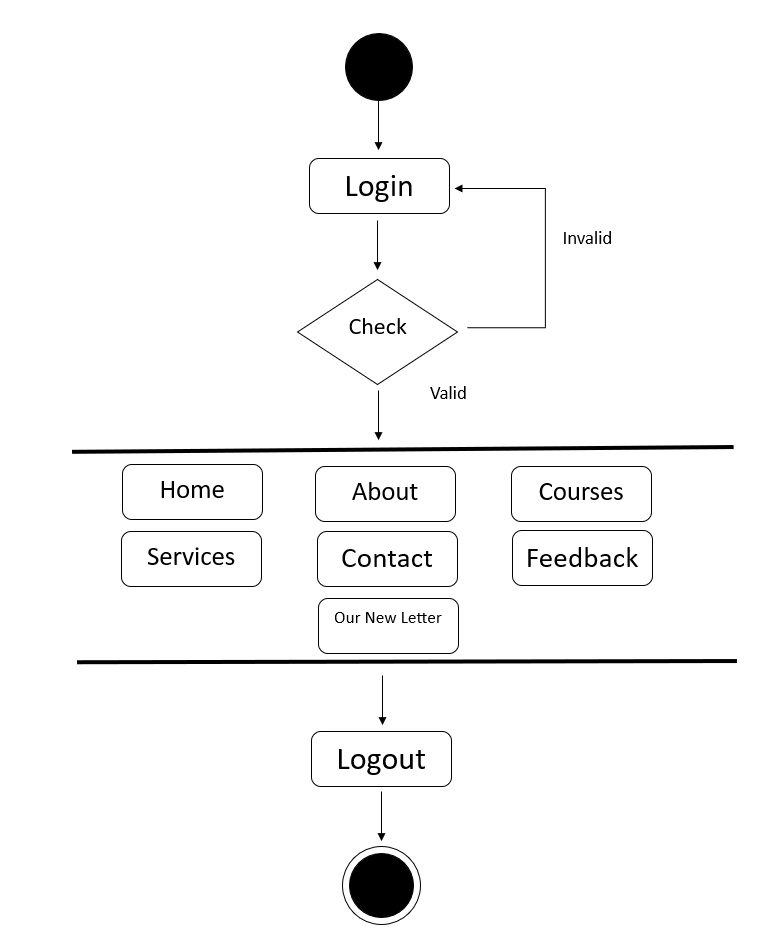 Login
Invalid
Check
Valid
Home
About
Courses
Services
Contact
Feedback
Our New Letter
Logout